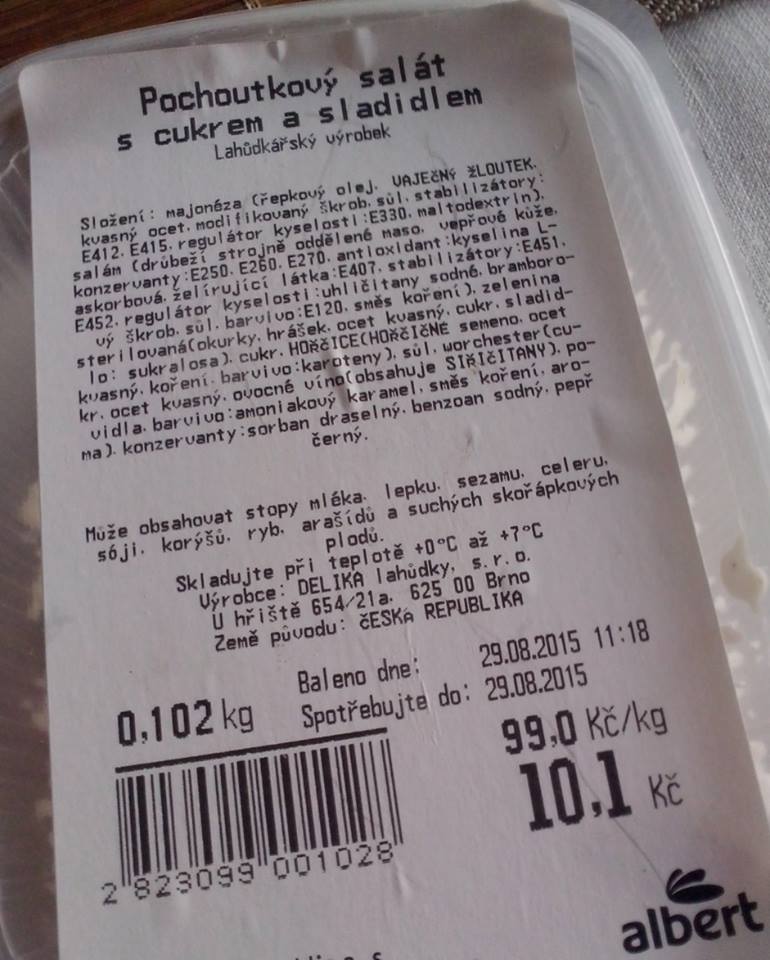 Pochoutkový salát
s cukrem a sladidlem
Lahůdkářský výrobek
Složení: majonéza (řepkový olej. VAJEčNý žLOUTEK.
kvasný ocet. modifikovaný škrob. sůl. stabilizátory:
E412. E415. regulátor kyselosti:E330. maltodextrin).
salám (drůbeží strojně oddělené maso. vepřové kůže.
konzervanty:E250. E260. E270. antioxidant:kyselina L-
askorbová. želírující látka:E407. stabilizátory:E451.
E452. regulátor kyselosti:uhličitany sodné. bramboro-
vý škrob. sůl. barvivo:E120. směs koření). zelenina
sterilovaná(okurky. hrášek. ocet kvasný. cukr. sladid-
lo: sukralosa). cukr. HOŘčICE(HOŘčIčNÉ semeno. ocet
kvasný. koření. barvivo:karoteny). sůl. worchester(cu-
kr. ocet kvasný. ovocné víno(obsahuje SIŘIčITANY). po-
vidla. barvivo:amoniakový karamel. směs koření. aro-
ma). konzervanty:sorban draselný. benzoan sodný. pepř
černý.
Může obsahovat stopy mléka. lepku. sezamu. celeru.
sóji. korýšů. ryb. arašídů a suchých skořápkových
plodů.
Skladujte při teplotě +0°C až +7°C
Výrobce: DELIKA lahůdky, s.r.o.
U hřiště 654/21a. 625 00 Brno
Země původu: čESKá REPUBLIKA
Baleno dne: 29.08.2015 11:18
Spotřebujte do: 29.08.2015
0,102 kg
99,0 Kč/kg
10,1 Kč
2 823099 001028
albert